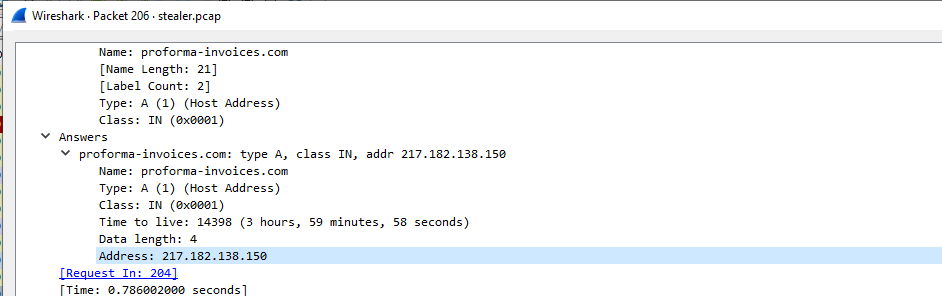 Wireshark · Packet 206 · stealer.pcap
Name: proforma-invoices.com
[Name Length: 21]
[Label Count: 2]
Type: A (1) (Host Address)
Class: IN (0x0001)
Answers
proforma-invoices.com: type A, class IN, addr 217.182.138.150
Name: proforma-invoices.com
Type: A (1) (Host Address)
Class: IN (0x0001)
Time to live: 14398 (3 hours, 59 minutes, 58 seconds)
Data length: 4
Address: 217.182.138.150
[Request In: 204]
[Time: 0.786002000 seconds]